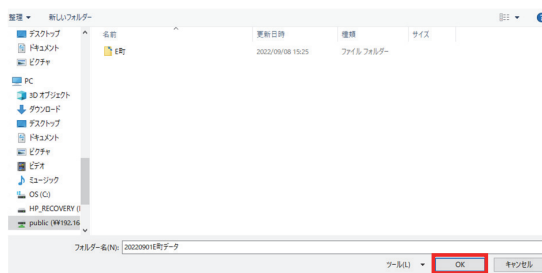 整理 ▼ 新しいフォルダー
名前 更新日時 種類 サイズ
E町 2022/09/08 15:25 ファイル フォルダー
デスクトップ
ドキュメント
ピクチャ
PC
3D オブジェクト
ダウンロード
デスクトップ
ドキュメント
ピクチャ
ビデオ
ミュージック
OS (C:)
HP_RECOVERY (
public (¥¥192.16
フォルダー名(N): 20220901E町データ
ツール(L) ▼ OK キャンセル